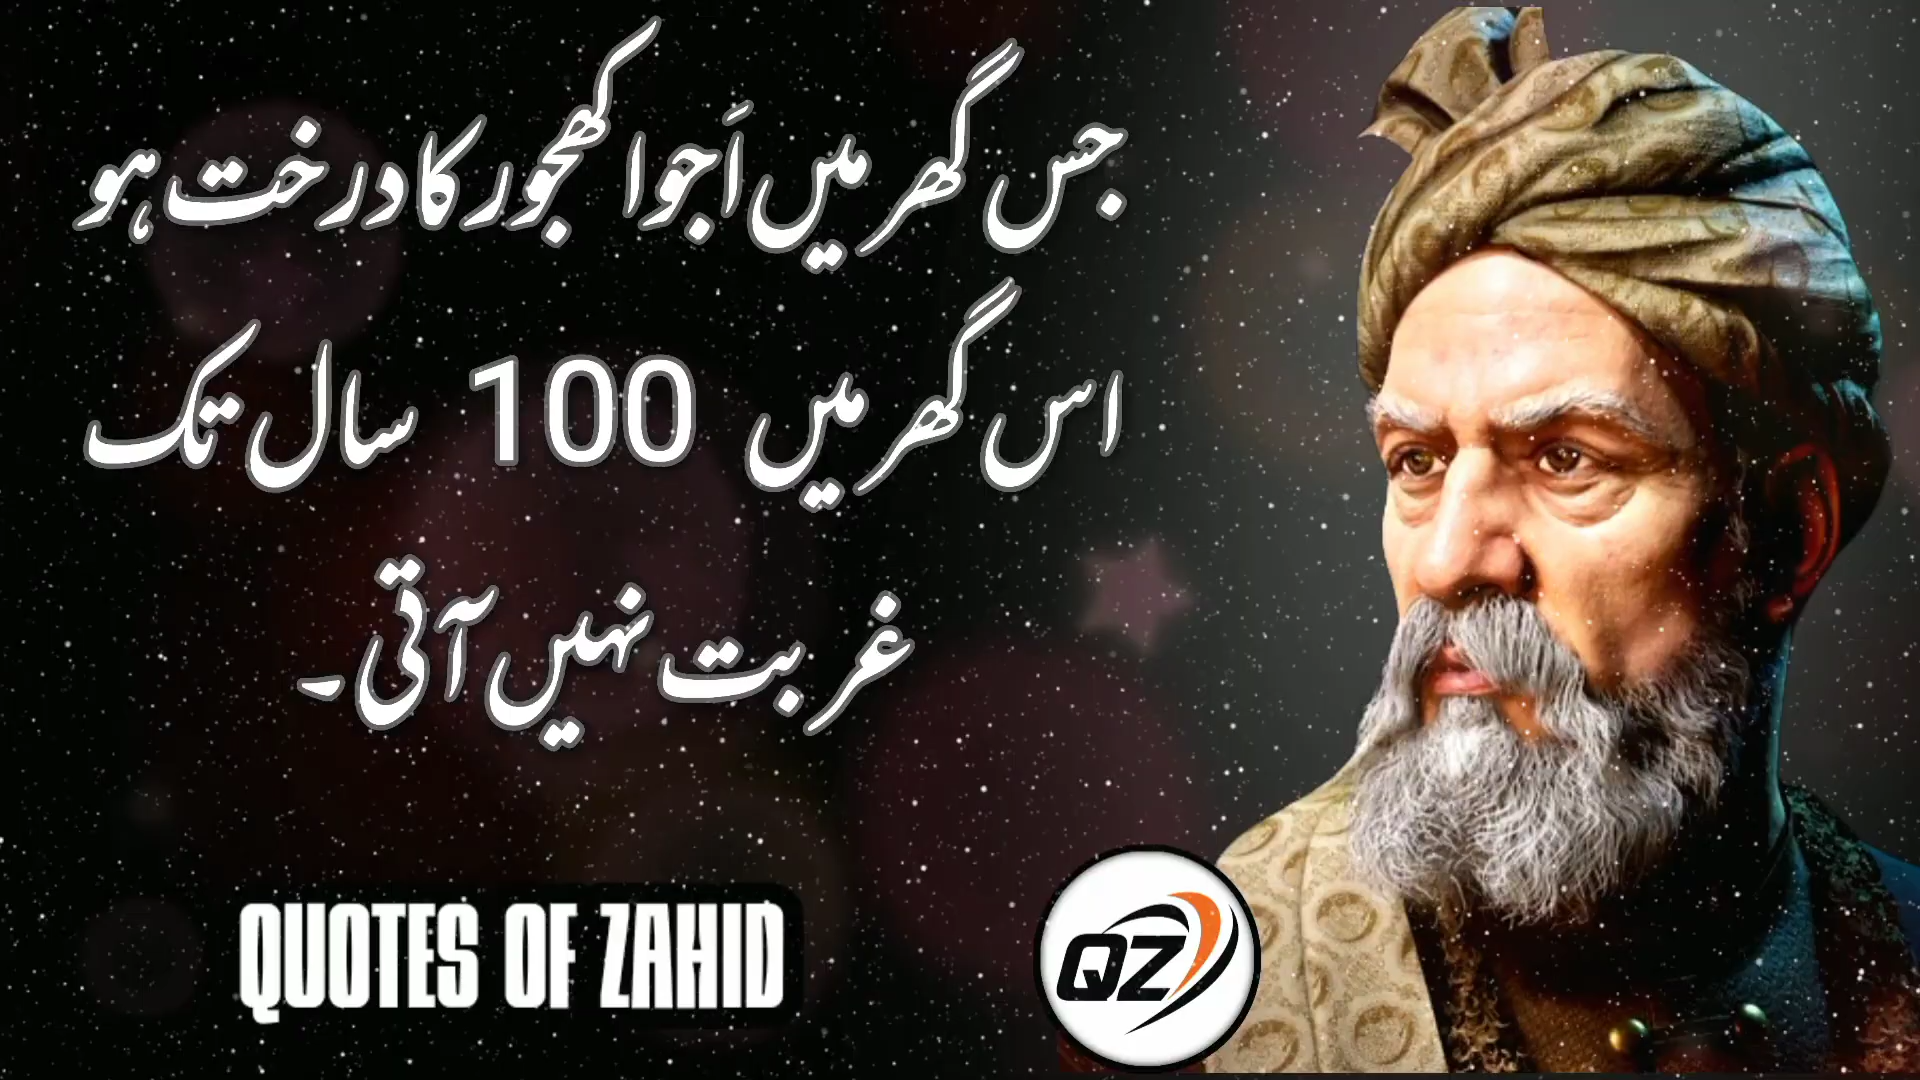 جس گھر میں اَجوا کھجور کا درخت ہو
اس گھر میں 100 سال تک
غربت نہیں آتی۔
QUOTES OF ZAHID
QZ